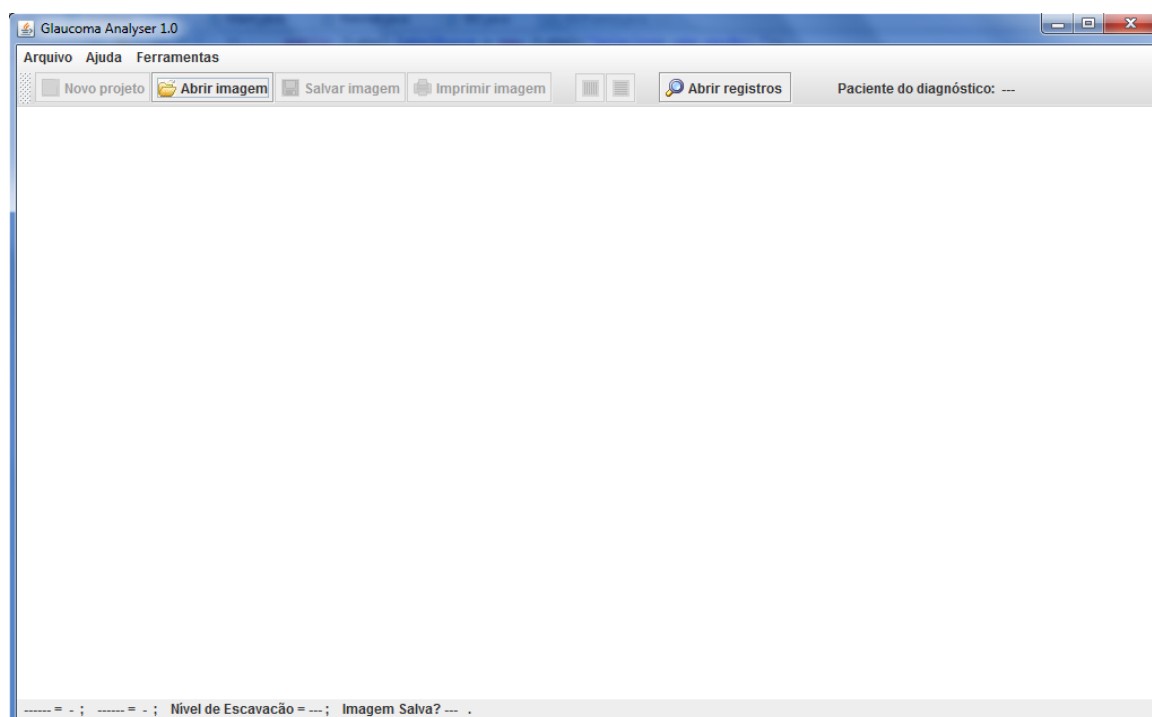 Glaucoma Analyser 1.0
Arquivo Ajuda Ferramentas
Novo projeto Abrir imagem Salvar imagem Imprimir imagem Abrir registros Paciente do diagnóstico: ---
------ = - ; ------ = - ; Nível de Escavacão = --- ; Imagem Salva? --- .